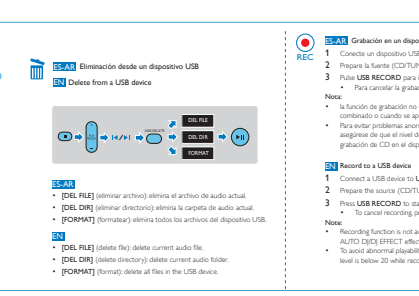 ES-AR Eliminación desde un dispositivo USB
EN Delete from a USB device
USB DELETE
DEL FILE
DEL DIR
FORMAT
ES-AR
• [DEL FILE] (eliminar archivo): elimina el archivo de audio actual.
• [DEL DIR] (eliminar directorio): elimina la carpeta de audio actual.
• [FORMAT] (formatear): elimina todos los archivos del dispositivo USB.
EN
• [DEL FILE] (delete file): delete current audio file.
• [DEL DIR] (delete directory): delete current audio folder.
• [FORMAT] (format): delete all files in the USB device.
REC
ES-AR Grabación en un dispo
1 Conecte un dispositivo USB
2 Prepare la fuente (CD/TUN
3 Pulse USB RECORD para i
• Para cancelar la graba
Nota:
• la función de grabación no
combinado o cuando se ap
• Para evitar problemas anor
asegúrese de que el nivel de
grabación de CD en el disp
EN Record to a USB device
1 Connect a USB device to U
2 Prepare the source (CD/TU
3 Press USB RECORD to sta
• To cancel recording, p
Note:
• Recording function is not av
AUTO DJ/DJ EFFECT effec
• To avoid abnormal playabili
level is below 20 while reco